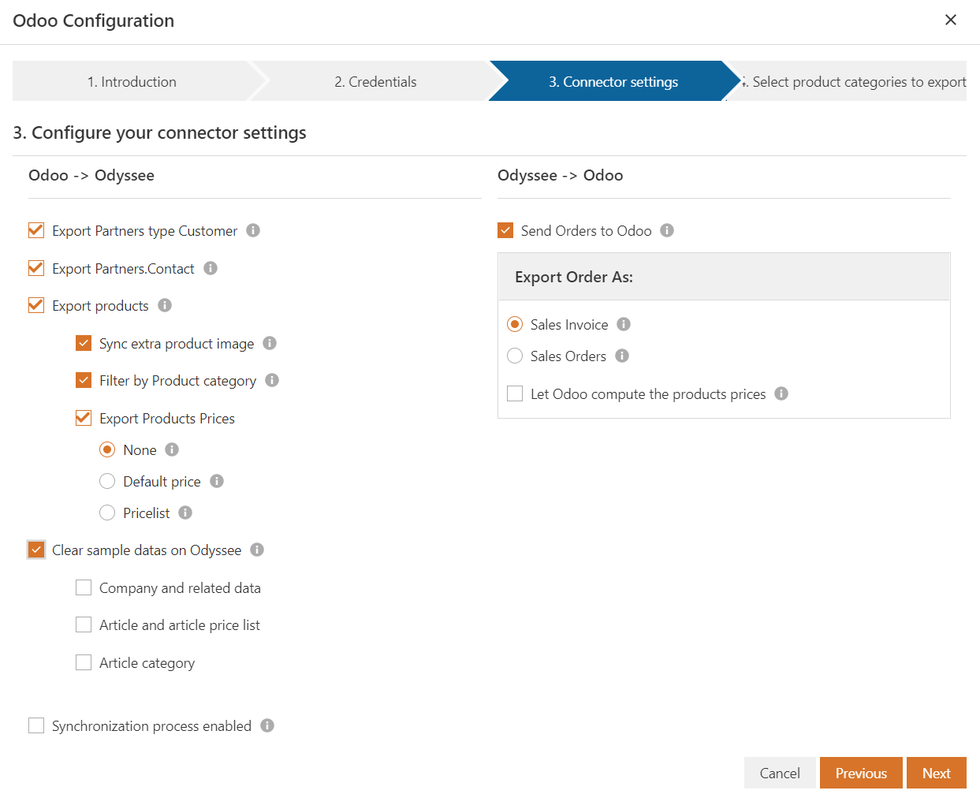 Odoo Configuration
1. Introduction
2. Credentials
3. Connector settings
. Select product categories to export
3. Configure your connector settings
Odoo -> Odyssee
Export Partners type Customer
Export Partners.Contact
Export products
Sync extra product image
Filter by Product category
Export Products Prices
None
Default price
Pricelist
Clear sample datas on Odyssee
Company and related data
Article and article price list
Article category
Synchronization process enabled
Odyssee -> Odoo
Send Orders to Odoo
Export Order As:
Sales Invoice
Sales Orders
Let Odoo compute the products prices
Cancel
Previous
Next